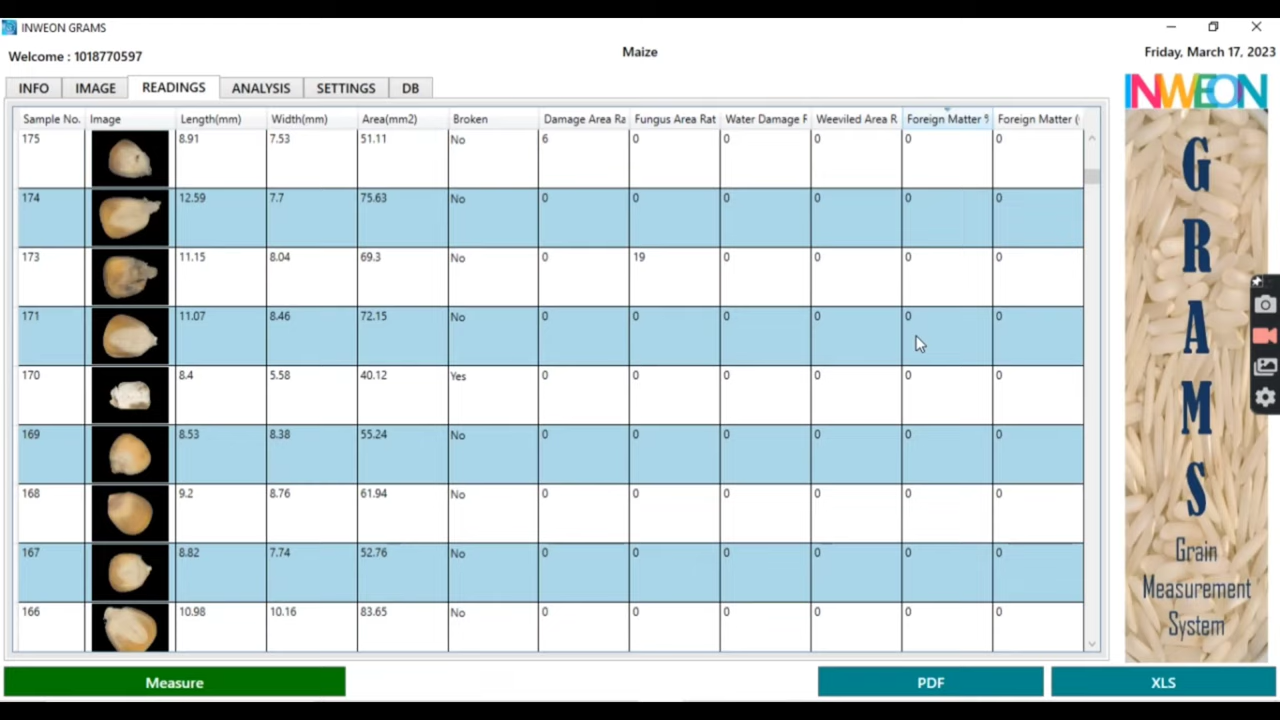 INWEON GRAMS
Welcome : 1018770597
Maize
Friday, March 17, 2023
INFO IMAGE READINGS ANALYSIS SETTINGS DB
INWEON
Sample No. Image Length(mm) Width(mm) Area(mm2) Broken Damage Area Ra Fungus Area Rat Water Damage F Weeviled Area R Foreign Matter % Foreign Matter (
175 8.91 7.53 51.11 No 6 0 0 0 0 0
174 12.59 7.7 75.63 No 0 0 0 0 0 0
173 11.15 8.04 69.3 No 0 19 0 0 0 0
171 11.07 8.46 72.15 No 0 0 0 0 0 0
170 8.4 5.58 40.12 Yes 0 0 0 0 0 0
169 8.53 8.38 55.24 No 0 0 0 0 0 0
168 9.2 8.76 61.94 No 0 0 0 0 0 0
167 8.82 7.74 52.76 No 0 0 0 0 0 0
166 10.98 10.16 83.65 No 0 0 0 0 0 0
G
R
A
M
S
Grain
Measurement
System
Measure PDF XLS